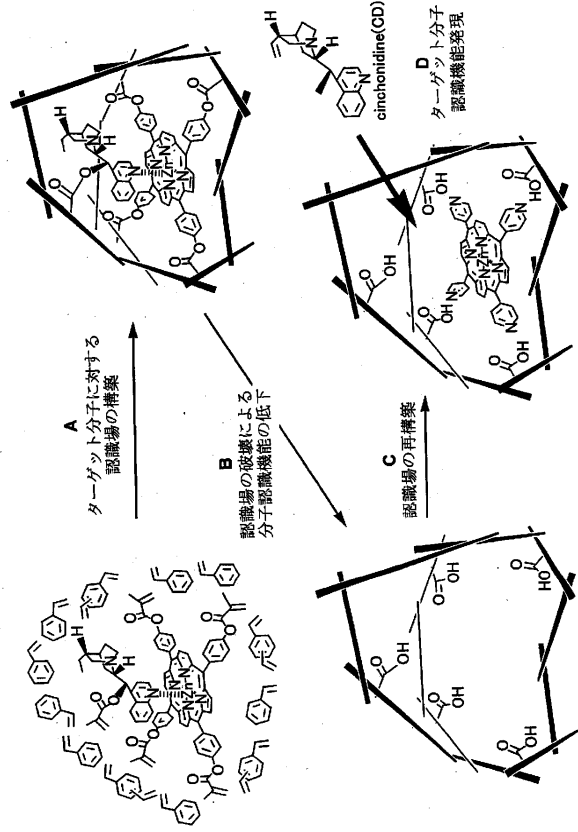 A
ターゲット分子に対する
認識場の構築
B
認識場の破壊による
分子認識機能の低下
C
認識場の再構築
cinchonidine(CD)
D
ターゲット分子
認識機能発現